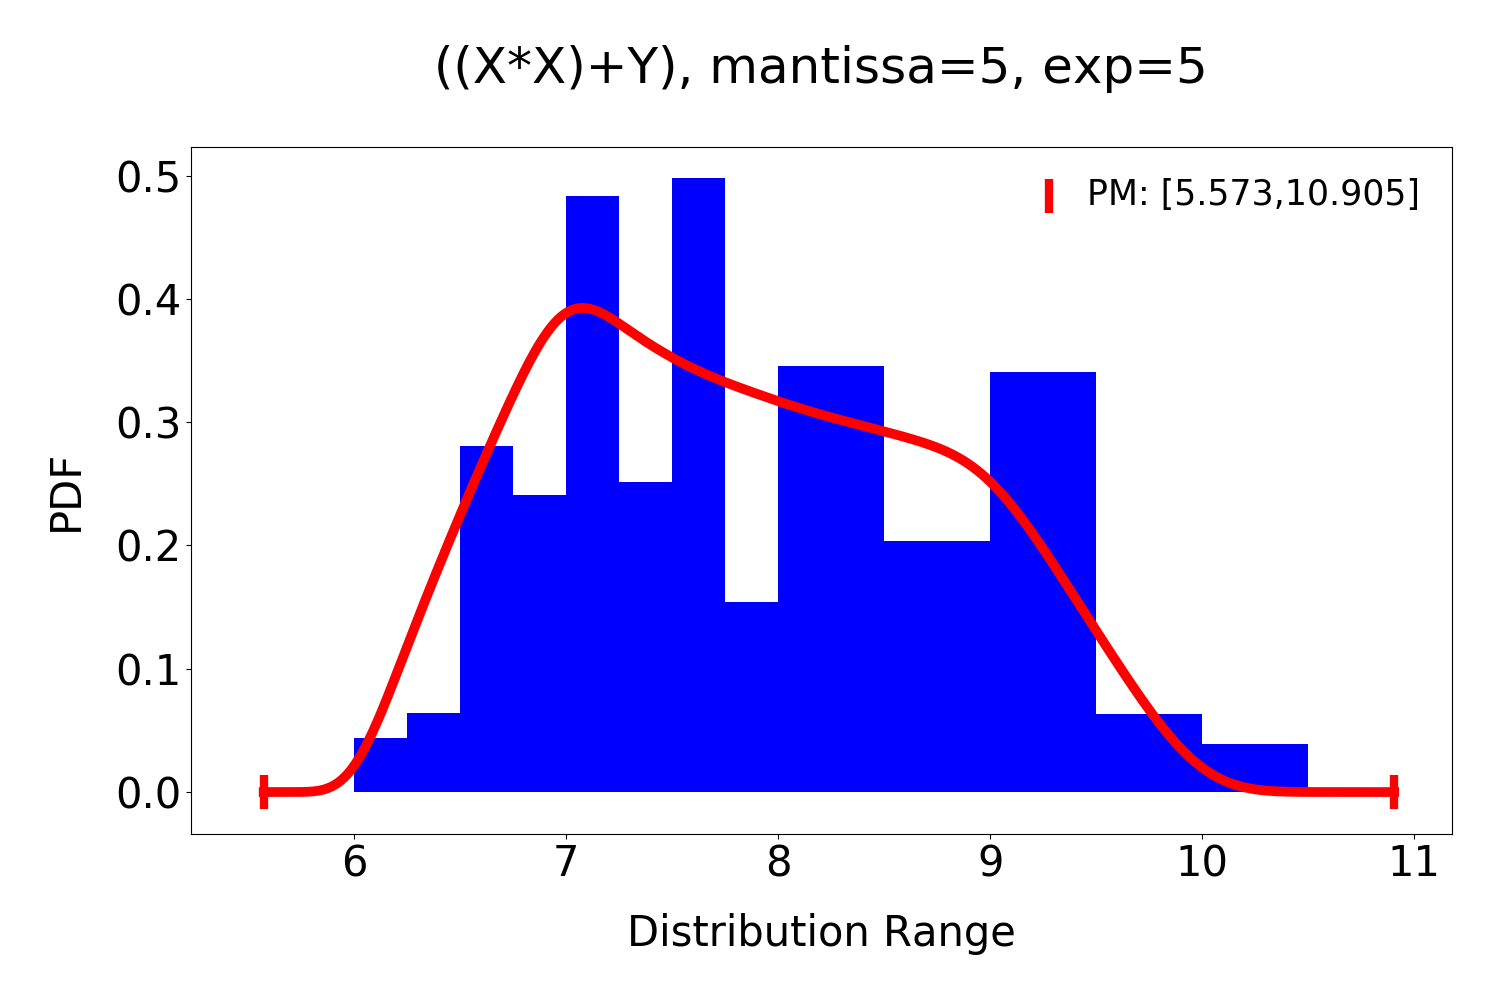 ((X*X)+Y), mantissa=5, exp=5
PM: [5.573,10.905]
0.5
0.4
0.3
0.2
0.1
0.0
PDF
6 7 8 9 10 11
Distribution Range